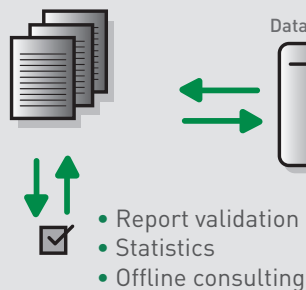 Data
• Report validation
• Statistics
• Offline consulting